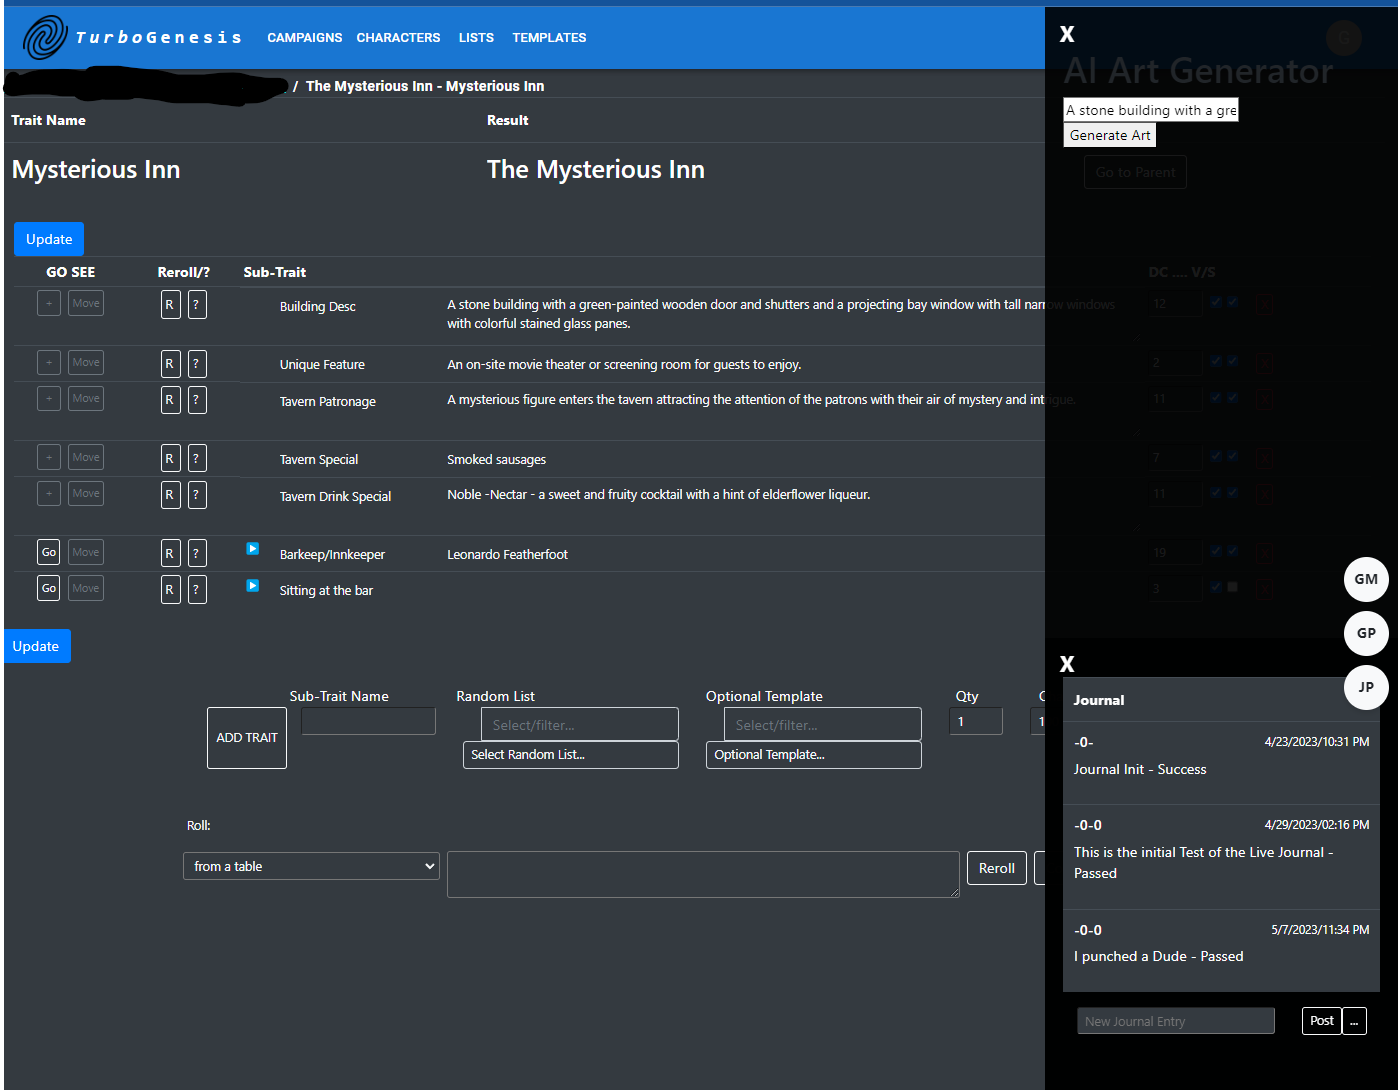 TurboGenesis CAMPAIGNS CHARACTERS LISTS TEMPLATES
X
G
AI Art Generator
/ The Mysterious Inn - Mysterious Inn
A stone building with a gre
Generate Art
Trait Name Result
Go to Parent
Mysterious Inn The Mysterious Inn
Update
GO SEE Reroll/? Sub-Trait DC .... V/S
+ Move R ? Building Desc A stone building with a green-painted wooden door and shutters and a projecting bay window with tall narrow windows 12 X
with colorful stained glass panes.
+ Move R ? Unique Feature An on-site movie theater or screening room for guests to enjoy. 2 X
+ Move R ? Tavern Patronage A mysterious figure enters the tavern attracting the attention of the patrons with their air of mystery and intrigue. 11 X
+ Move R ? Tavern Special Smoked sausages 7 X
+ Move R ? Tavern Drink Special Noble -Nectar - a sweet and fruity cocktail with a hint of elderflower liqueur. 11 X
Go Move R ? Barkeep/Innkeeper Leonardo Featherfoot 19 X
Go Move R ? Sitting at the bar 3 X
GM
GP
JP
Update
Sub-Trait Name Random List Optional Template Qty
ADD TRAIT Select/filter... Select/filter... 1 1
Select Random List... Optional Template...
Roll:
from a table Reroll
X
Journal
-0- 4/23/2023/10:31 PM
Journal Init - Success
-0-0 4/29/2023/02:16 PM
This is the initial Test of the Live Journal -
Passed
-0-0 5/7/2023/11:34 PM
I punched a Dude - Passed
New Journal Entry Post ...